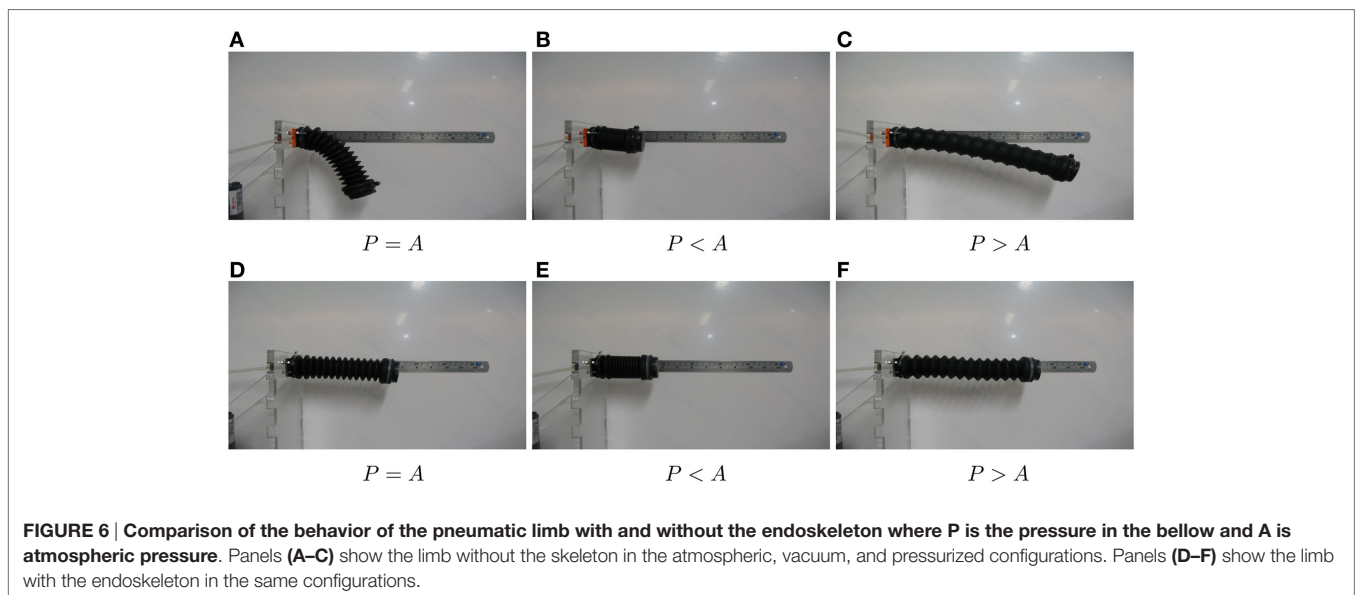 A
B
C
P = A
P < A
P > A
D
E
F
P = A
P < A
P > A
FIGURE 6 | Comparison of the behavior of the pneumatic limb with and without the endoskeleton where P is the pressure in the bellow and A is
atmospheric pressure. Panels (A–C) show the limb without the skeleton in the atmospheric, vacuum, and pressurized configurations. Panels (D–F) show the limb
with the endoskeleton in the same configurations.